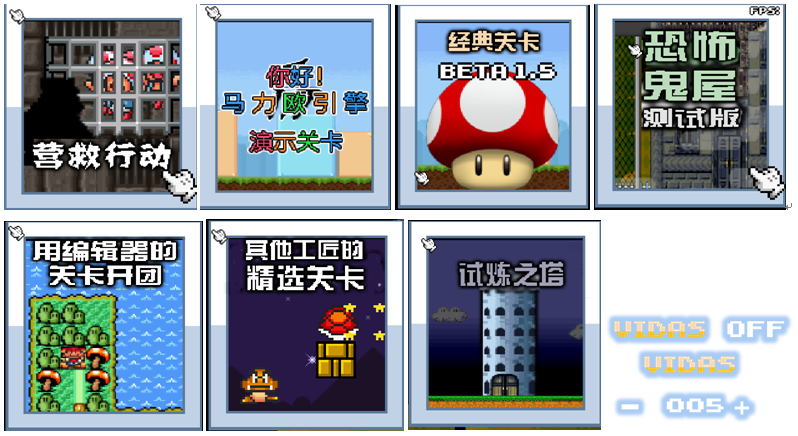 营救行动
你好!
马力欧引擎
演示关卡
经典关卡
BETA 1.5
FPS:
恐怖
鬼屋
测试版
用编辑器的
关卡开团
其他工匠的
精选关卡
试炼之塔
VIDAS OFF
VIDAS
- 005 +